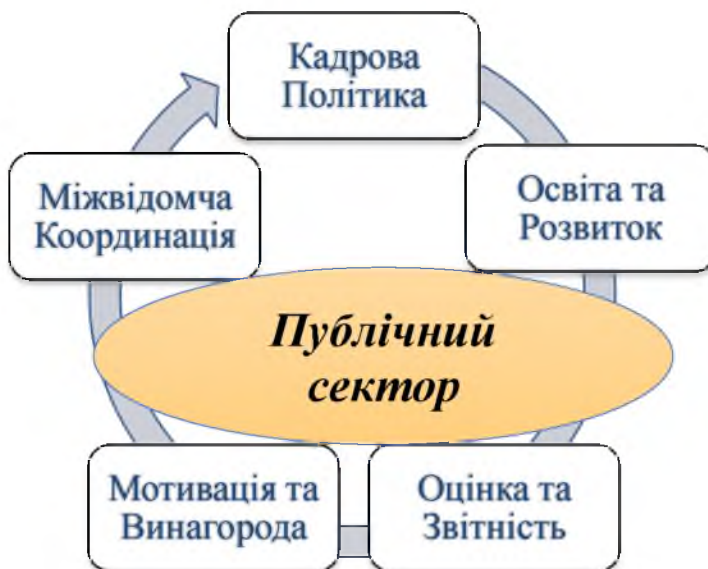 Кадрова
Політика
Міжвідомча
Координація
Освіта та
Розвиток
Публічний
сектор
Мотивація та
Винагорода
Оцінка та
Звітність